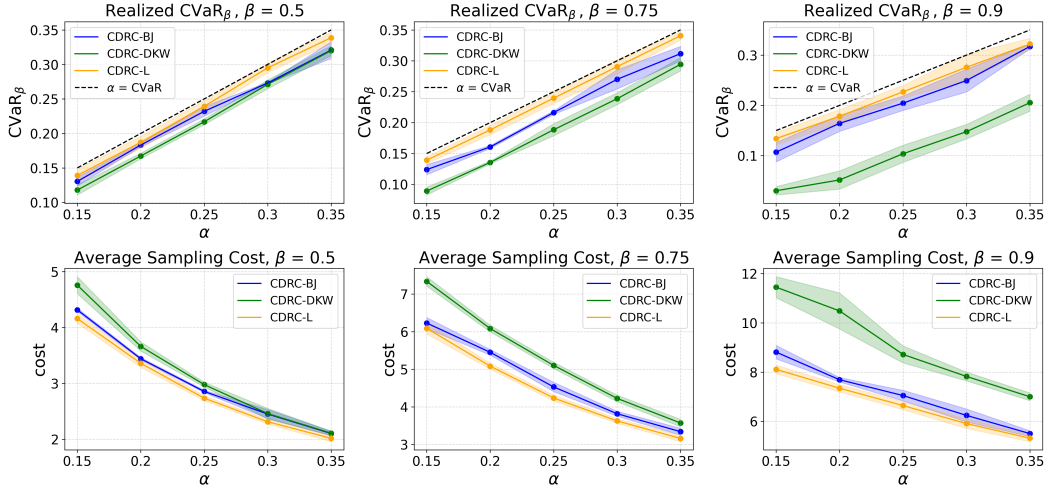 Realized CVaRβ , β = 0.5
CVaRβ
0.35
0.30
0.25
0.20
0.15
0.10
CDRC-BJ
CDRC-DKW
CDRC-L
α = CVaR
0.15 0.2 0.25 0.3 0.35
α
Realized CVaRβ , β = 0.75
CVaRβ
0.35
0.30
0.25
0.20
0.15
0.10
CDRC-BJ
CDRC-DKW
CDRC-L
α = CVaR
0.15 0.2 0.25 0.3 0.35
α
Realized CVaRβ , β = 0.9
CVaRβ
0.3
0.2
0.1
CDRC-BJ
CDRC-DKW
CDRC-L
α = CVaR
0.15 0.2 0.25 0.3 0.35
α
Average Sampling Cost, β = 0.5
cost
5
4
3
2
CDRC-BJ
CDRC-DKW
CDRC-L
0.15 0.2 0.25 0.3 0.35
α
Average Sampling Cost, β = 0.75
cost
7
6
5
4
3
CDRC-BJ
CDRC-DKW
CDRC-L
0.15 0.2 0.25 0.3 0.35
α
Average Sampling Cost, β = 0.9
cost
12
10
8
6
CDRC-BJ
CDRC-DKW
CDRC-L
0.15 0.2 0.25 0.3 0.35
α